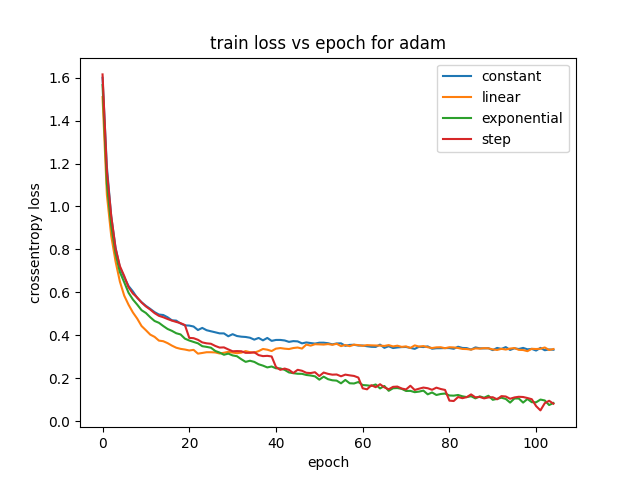 train loss vs epoch for adam
constant
linear
exponential
step
crossentropy loss
1.6
1.4
1.2
1.0
0.8
0.6
0.4
0.2
0.0
0 20 40 60 80 100
epoch